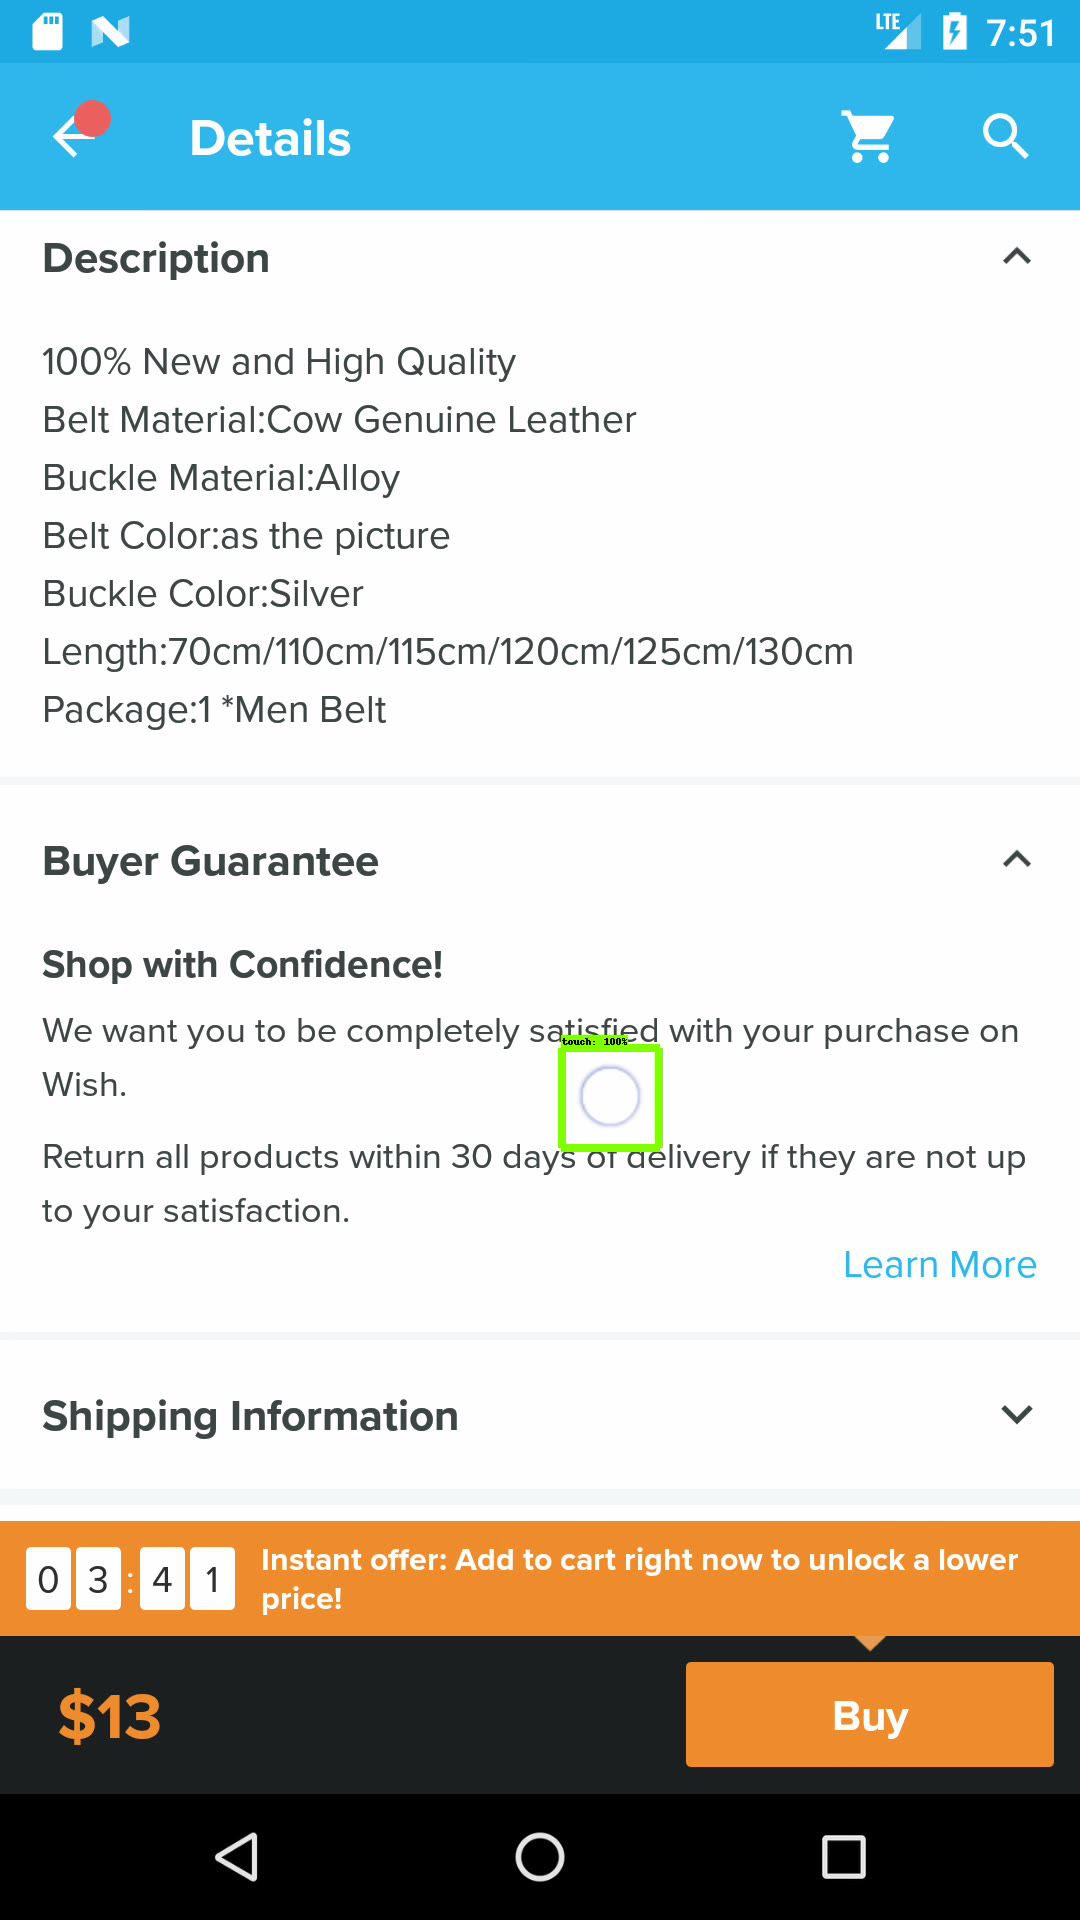 LTE 7:51
Details
Description
100% New and High Quality
Belt Material:Cow Genuine Leather
Buckle Material:Alloy
Belt Color:as the picture
Buckle Color:Silver
Length:70cm/110cm/115cm/120cm/125cm/130cm
Package:1 *Men Belt
Buyer Guarantee
Shop with Confidence!
We want you to be completely satisfied with your purchase on
touch: 100%
Wish.
Return all products within 30 days of delivery if they are not up
to your satisfaction.
Learn More
Shipping Information
03:41 Instant offer: Add to cart right now to unlock a lower
price!
$13 Buy